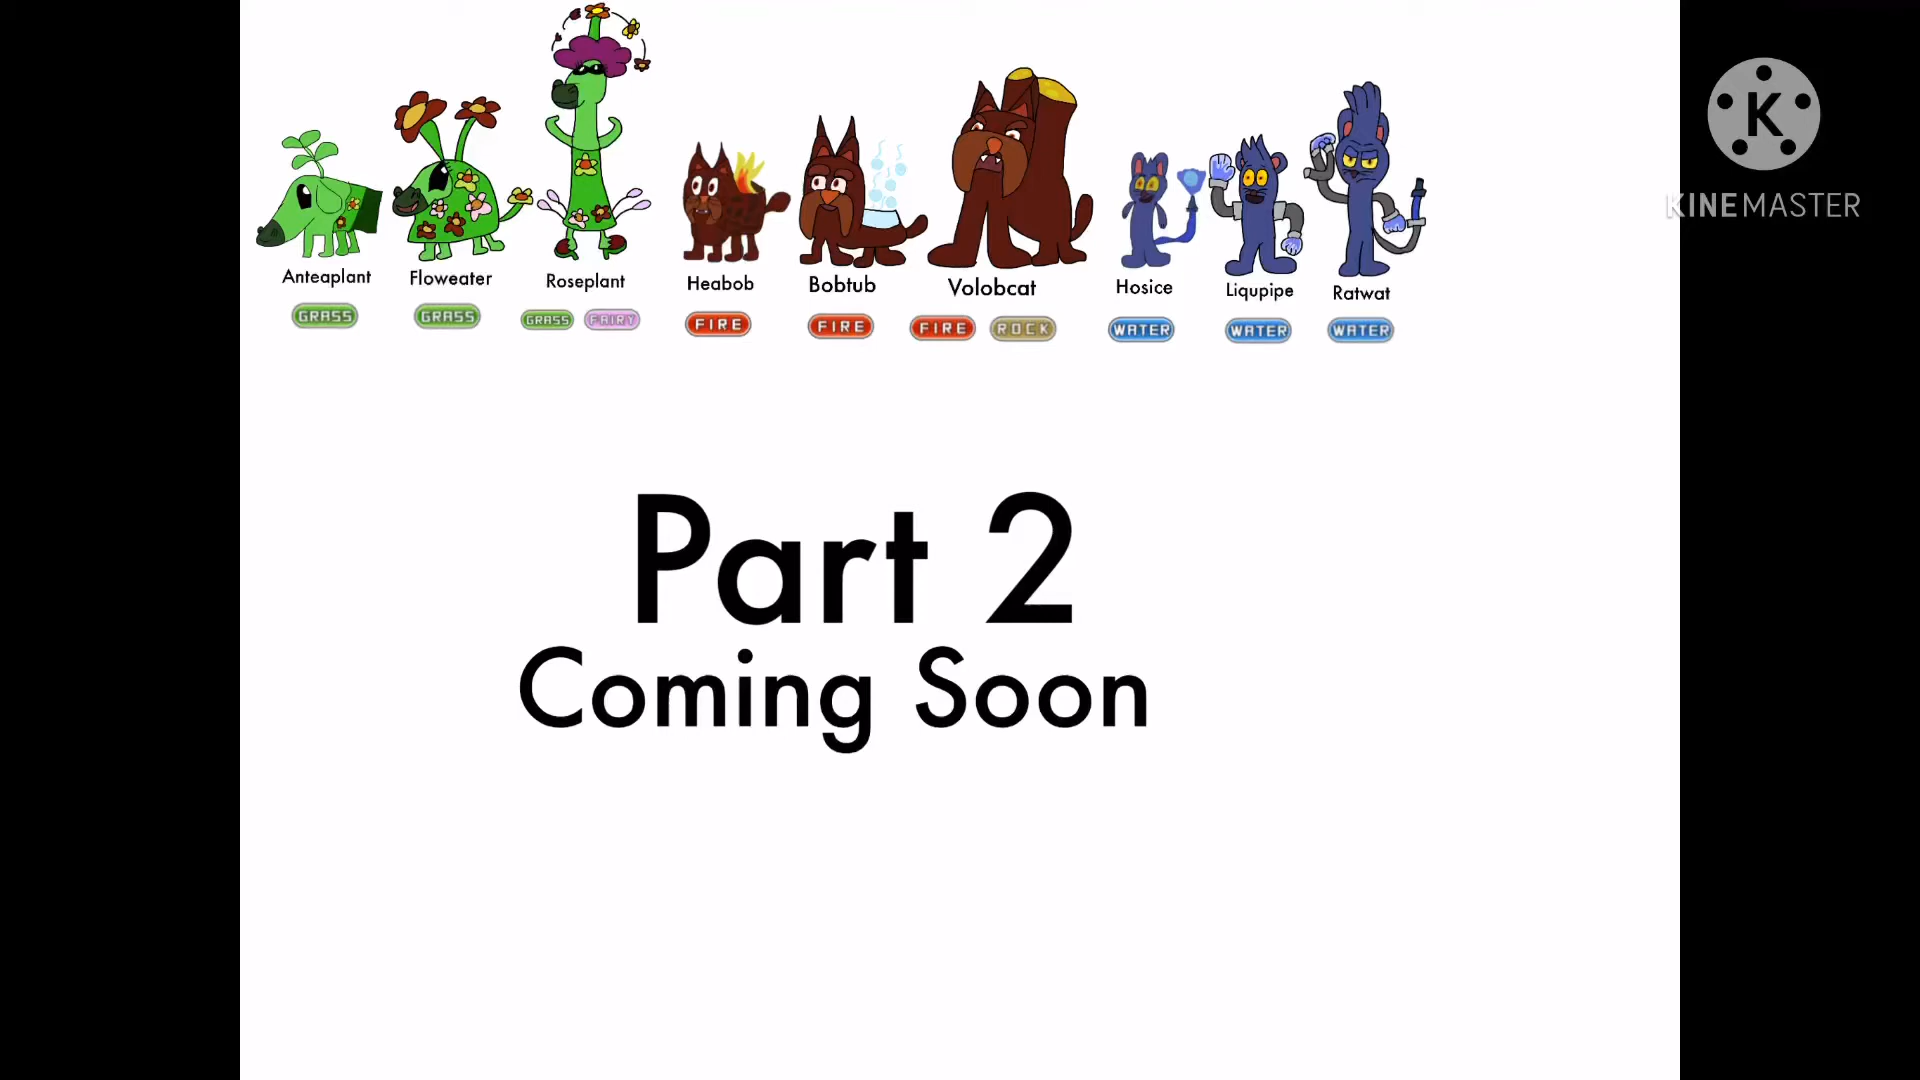 Anteaplant
Floweater
Roseplant
Heabob
Bobtub
Volobcat
Hosice
Liqupipe
Ratwat
GRASS
GRASS
GRASS FAIRY
FIRE
FIRE
FIRE ROCK
WATER
WATER
WATER
Part 2
Coming Soon
K
KINEMASTER